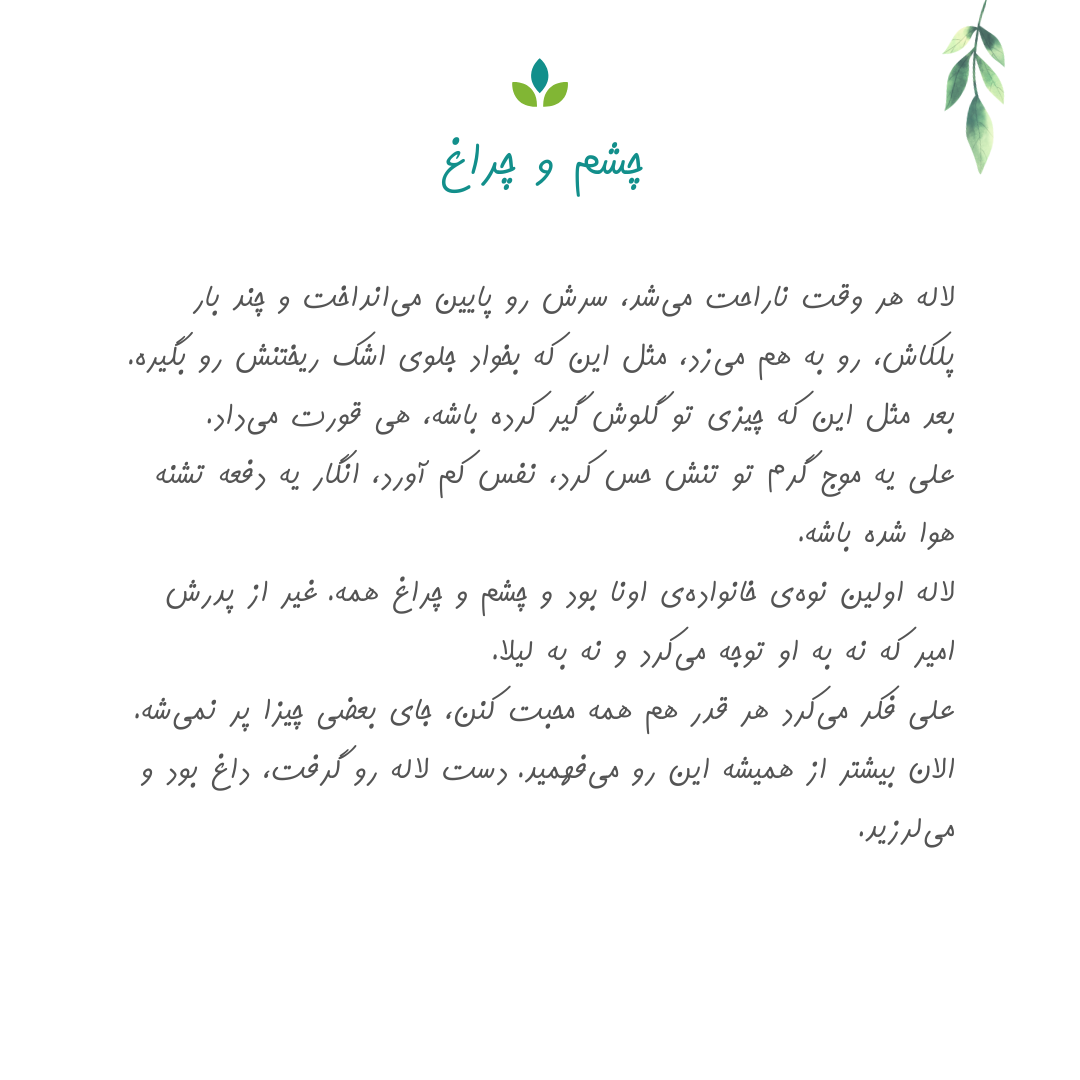 چشم و چراغ
لاله هر وقت ناراحت می‌شد، سرش رو پایین می‌انداخت و چند بار
پلکاش، رو به هم می‌زد، مثل این که بخواد جلوی اشک ریختنش رو بگیره.
بعد مثل این که چیزی تو گلوش گیر کرده باشه، هی قورت می‌داد.
علی یه موج گرم تو تنش حس کرد، نفس کم آورد، انگار یه دفعه تشنه
هوا شده باشه.
لاله اولین نوه‌ی خانواده‌ی اونا بود و چشم و چراغ همه. غیر از پدرش
امیر که نه به او توجه می‌کرد و نه به لیلا.
علی فکر می‌کرد هر قدر هم همه محبت کنن، جای بعضی چیزا پر نمی‌شه.
الان بیشتر از همیشه این رو می‌فهمید. دست لاله رو گرفت، داغ بود و
می‌لرزید.